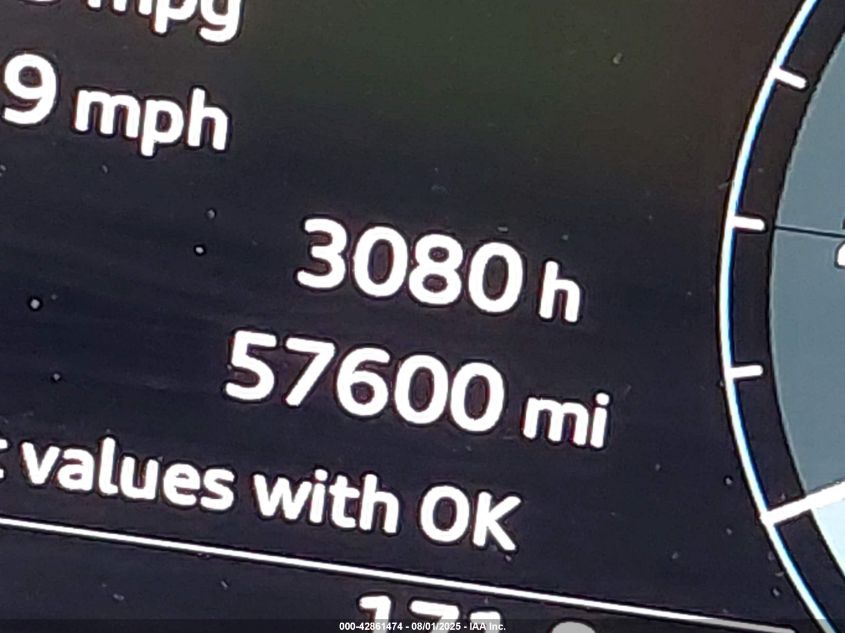 mpg
9 mph
3080 h
57600 mi
values with OK
000-42861474 - 08/01/2025 - IAA Inc.